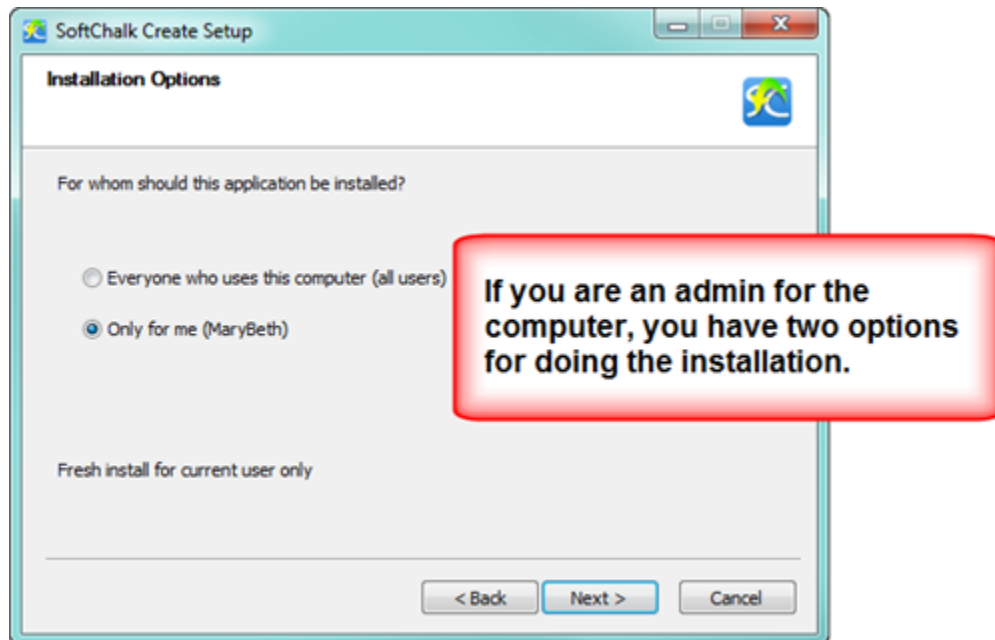 SoftChalk Create Setup
Installation Options
For whom should this application be installed?
Everyone who uses this computer (all users)
Only for me (MaryBeth)
If you are an admin for the
computer, you have two options
for doing the installation.
Fresh install for current user only
< Back
Next >
Cancel